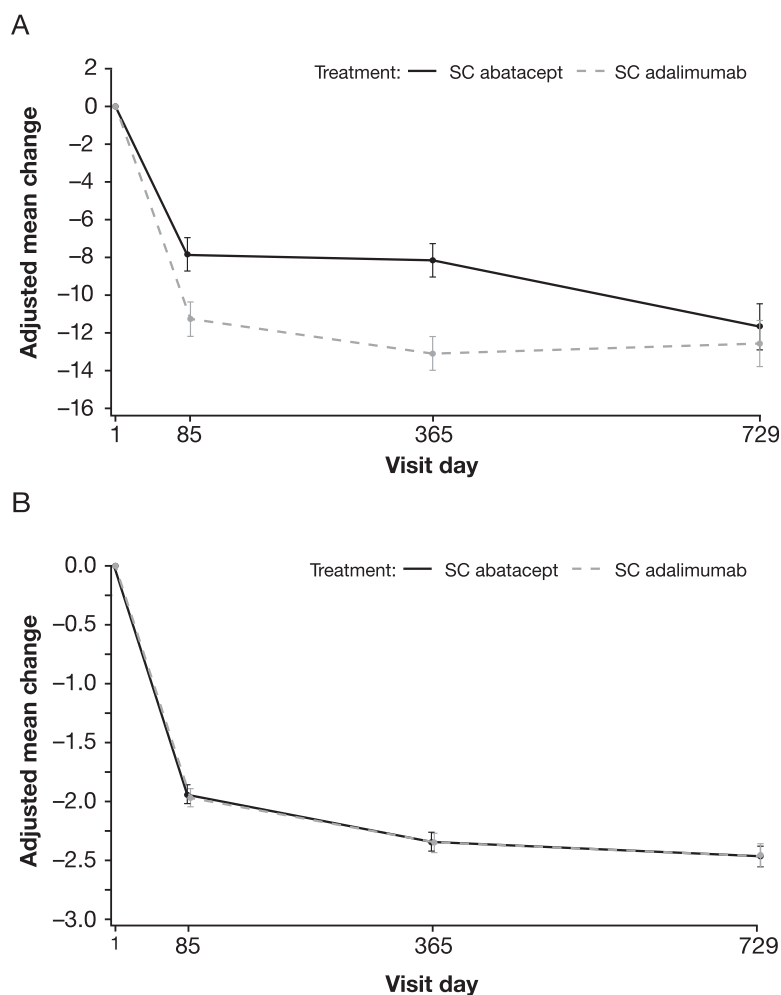 A
Treatment: SC abatacept SC adalimumab
2
0
−2
−4
−6
−8
−10
−12
−14
−16
Adjusted mean change
1 85 365 729
Visit day
B
Treatment: SC abatacept SC adalimumab
0.0
−0.5
−1.0
−1.5
−2.0
−2.5
−3.0
Adjusted mean change
1 85 365 729
Visit day